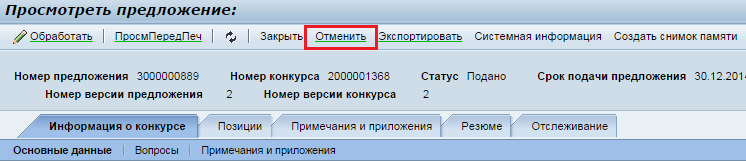 Просмотреть предложение:
Обработать ПросмПередПеч Закрыть Отменить Экспортировать Системная информация Создать снимок памяти
Номер предложения 3000000889 Номер конкурса 2000001368 Статус Подано Срок подачи предложения 30.12.201
Номер версии предложения 2 Номер версии конкурса 2
Информация о конкурсе Позиции Примечания и приложения Резюме Отслеживание
Основные данные Вопросы Примечания и приложения